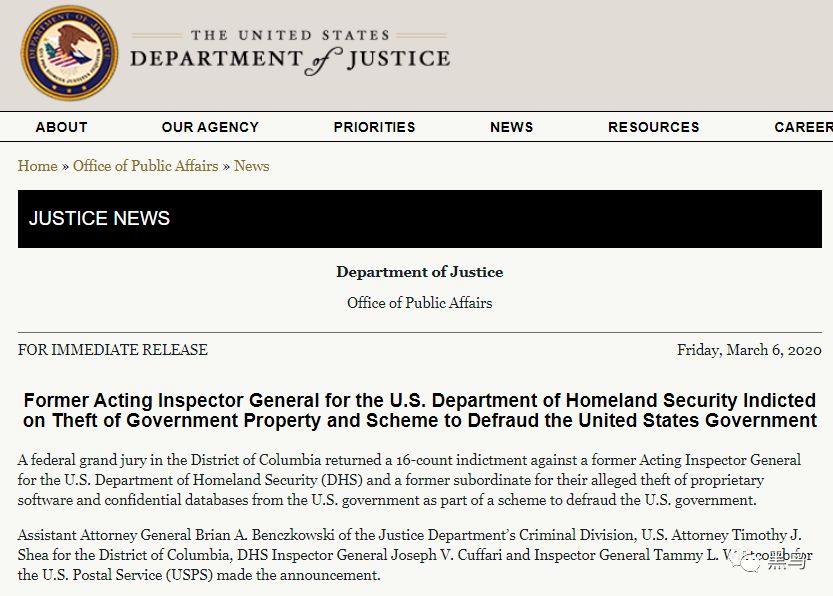 THE UNITED STATES
DEPARTMENT of JUSTICE
ABOUT OUR AGENCY PRIORITIES NEWS RESOURCES CAREER
Home » Office of Public Affairs » News
JUSTICE NEWS
Department of Justice
Office of Public Affairs
FOR IMMEDIATE RELEASE Friday, March 6, 2020
Former Acting Inspector General for the U.S. Department of Homeland Security Indicted
on Theft of Government Property and Scheme to Defraud the United States Government
A federal grand jury in the District of Columbia returned a 16-count indictment against a former Acting Inspector General
for the U.S. Department of Homeland Security (DHS) and a former subordinate for their alleged theft of proprietary
software and confidential databases from the U.S. government as part of a scheme to defraud the U.S. government.
Assistant Attorney General Brian A. Benczkowski of the Justice Department's Criminal Division, U.S. Attorney Timothy J.
Shea for the District of Columbia, DHS Inspector General Joseph V. Cuffari and Inspector General Tammy L. for
the U.S. Postal Service (USPS) made the announcement.
黑鸟